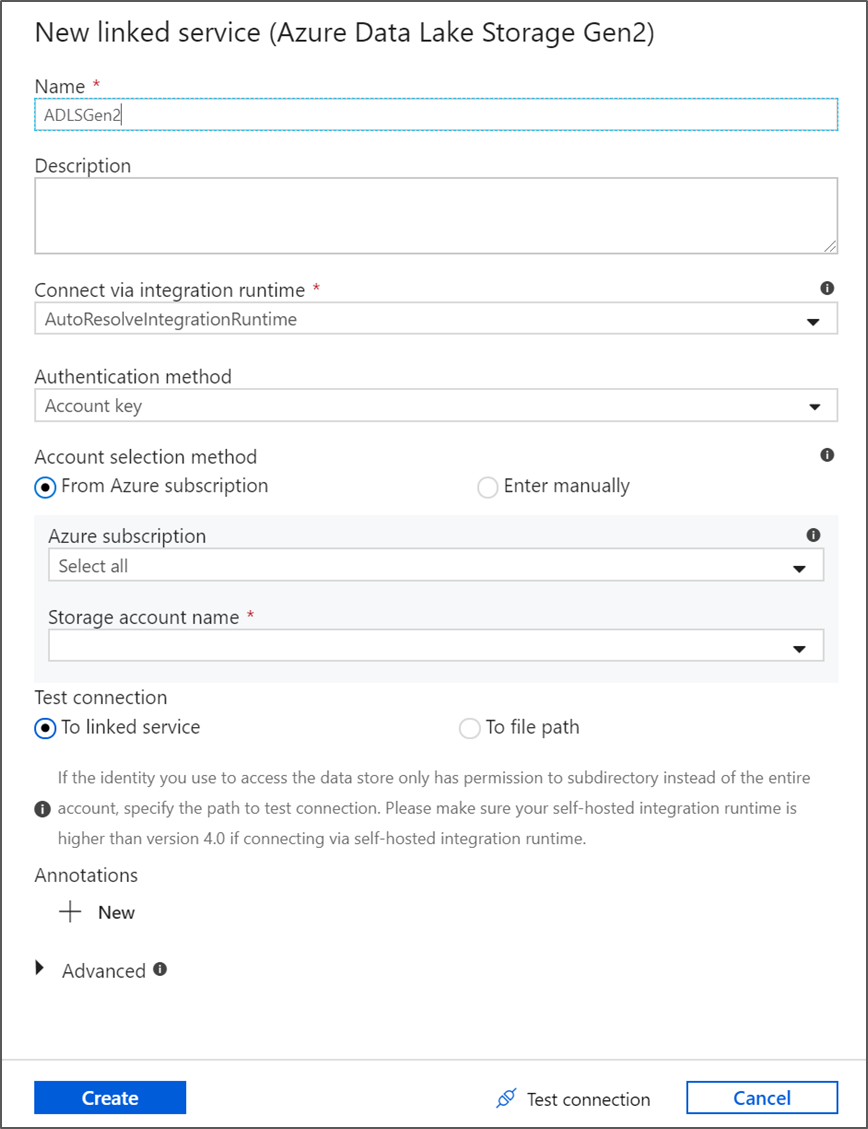 New linked service (Azure Data Lake Storage Gen2)
Name *
ADLSGen2
Description
Connect via integration runtime *
AutoResolveIntegrationRuntime
Authentication method
Account key
Account selection method
From Azure subscription
Enter manually
Azure subscription
Select all
Storage account name *
Test connection
To linked service
To file path
If the identity you use to access the data store only has permission to subdirectory instead of the entire
account, specify the path to test connection. Please make sure your self-hosted integration runtime is
higher than version 4.0 if connecting via self-hosted integration runtime.
Annotations
New
Advanced
Create
Test connection
Cancel